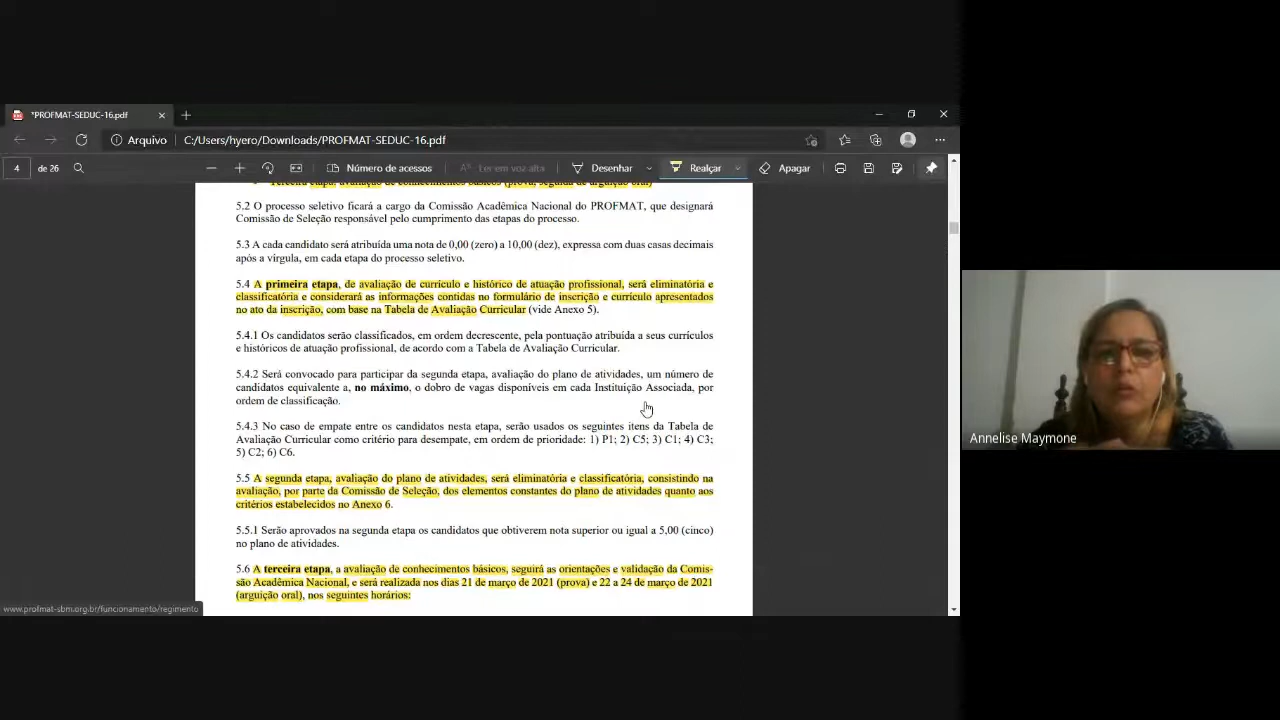 *PROFMAT-SEDUC-16.pdf
Arquivo C:/Users/hyero/Downloads/PROFMAT-SEDUC-16.pdf
4 de 26 Número de acessos Ler em voz alta Desenhar Realçar Apagar
Terceira etapa: avaliação de conhecimentos básicos (prova, seguida de arguição oral)
5.2 O processo seletivo ficará a cargo da Comissão Acadêmica Nacional do PROFMAT, que designará
Comissão de Seleção responsável pelo cumprimento das etapas do processo.
5.3 A cada candidato será atribuída uma nota de 0,00 (zero) a 10,00 (dez), expressa com duas casas decimais
após a vírgula, em cada etapa do processo seletivo.
5.4 A primeira etapa, de avaliação de currículo e histórico de atuação profissional, será eliminatória e
classificatória e considerará as informações contidas no formulário de inscrição e currículo apresentados
no ato da inscrição, com base na Tabela de Avaliação Curricular (vide Anexo 5).
5.4.1 Os candidatos serão classificados, em ordem decrescente, pela pontuação atribuída a seus currículos
e históricos de atuação profissional, de acordo com a Tabela de Avaliação Curricular.
5.4.2 Será convocado para participar da segunda etapa, avaliação do plano de atividades, um número de
candidatos equivalente a, no máximo, o dobro de vagas disponíveis em cada Instituição Associada, por
ordem de classificação.
5.4.3 No caso de empate entre os candidatos nesta etapa, serão usados os seguintes itens da Tabela de
Avaliação Curricular como critério para desempate, em ordem de prioridade: 1) P1; 2) C5; 3) C1; 4) C3;
5) C2; 6) C6.
5.5 A segunda etapa, avaliação do plano de atividades, será eliminatória e classificatória, consistindo na
avaliação, por parte da Comissão de Seleção, dos elementos constantes do plano de atividades quanto aos
critérios estabelecidos no Anexo 6.
5.5.1 Serão aprovados na segunda etapa os candidatos que obtiverem nota superior ou igual a 5,00 (cinco)
no plano de atividades.
5.6 A terceira etapa, a avaliação de conhecimentos básicos, seguirá as orientações e validação da Comis-
são Acadêmica Nacional, e será realizada nos dias 21 de março de 2021 (prova) e 22 a 24 de março de 2021
(arguição oral), nos seguintes horários:
www.profmat-sbm.org.br/funcionamento/regimento
Annelise Maymone